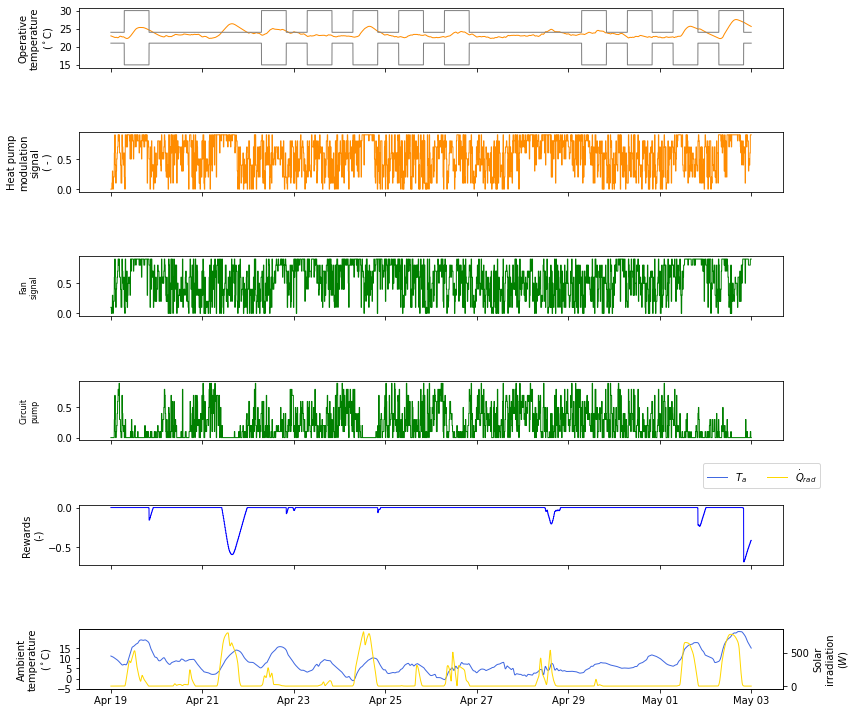 Operative
temperature
(°C)
30
25
20
15
Heat pump
modulation
signal
( - )
0.5
0.0
Fan
signal
0.5
0.0
Circuit
pump
0.5
0.0
T_a
Q̇_rad
Rewards
(-)
0.0
−0.5
Ambient
temperature
(°C)
15
10
5
0
−5
500
0
Solar
irradiation
(W)
Apr 19 Apr 21 Apr 23 Apr 25 Apr 27 Apr 29 May 01 May 03